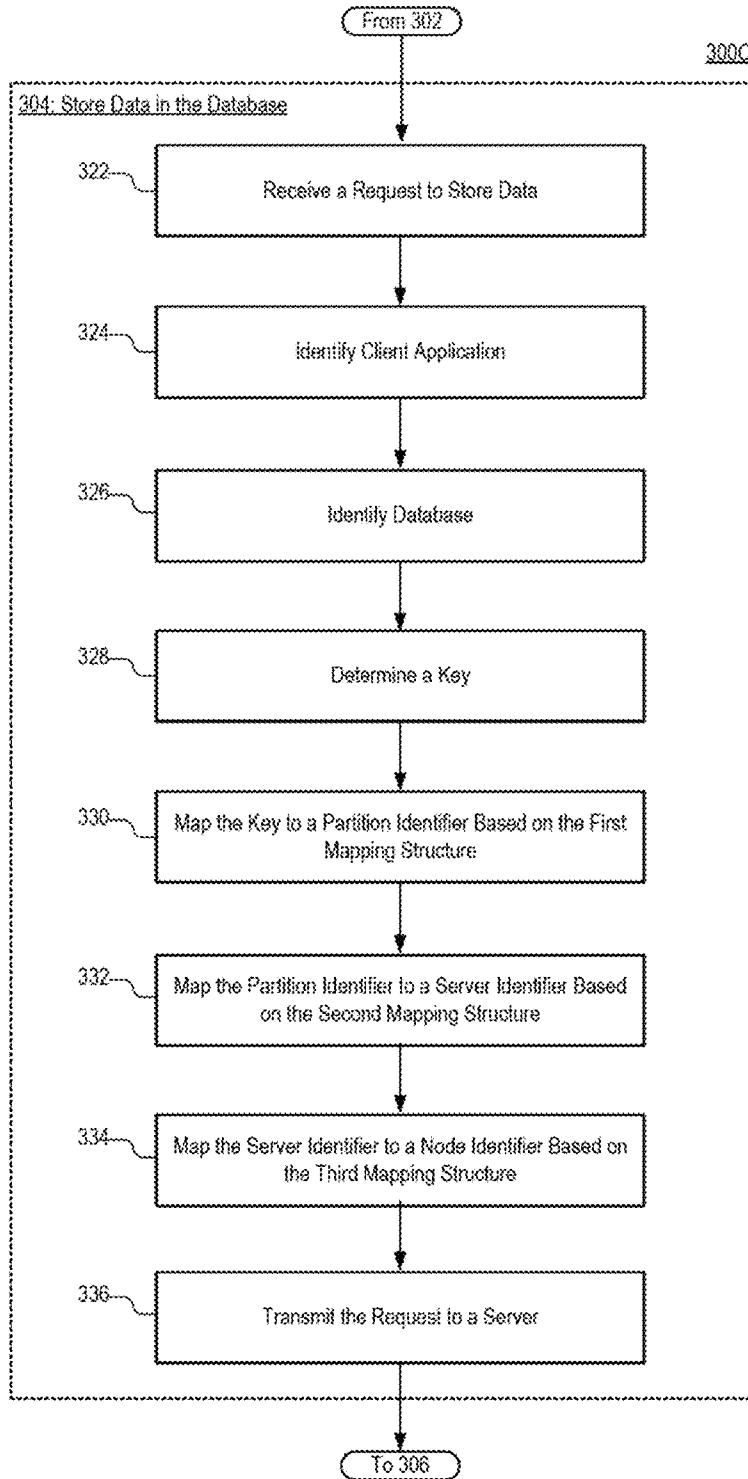 From 302
300C
304: Store Data in the Database
322
Receive a Request to Store Data
324
Identify Client Application
326
Identify Database
328
Determine a Key
330
Map the Key to a Partition Identifier Based on the First
Mapping Structure
332
Map the Partition Identifier to a Server Identifier Based
on the Second Mapping Structure
334
Map the Server Identifier to a Node Identifier Based on
the Third Mapping Structure
336
Transmit the Request to a Server
To 306